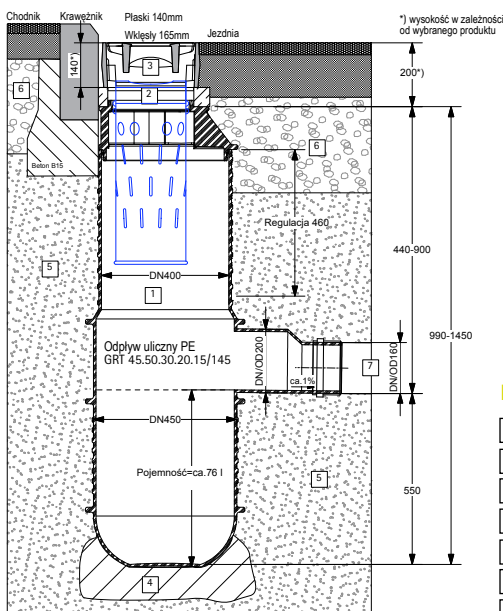 Chodnik Krawężnik Płaski 140mm
Wklęsły 165mm Jezdnia
*) wysokość w zależności
od wybranego produktu
140*)
3
200*)
2
6
6
Beton B15
Regulacja 460
440-900
5
DN400
1
990-1450
Odpływ uliczny PE
GRT 45.50.30.20.15/145
DN/OD200
ca.1%
7
DN/OD160
DN450
Pojemność=ca.76 l
5
550
4